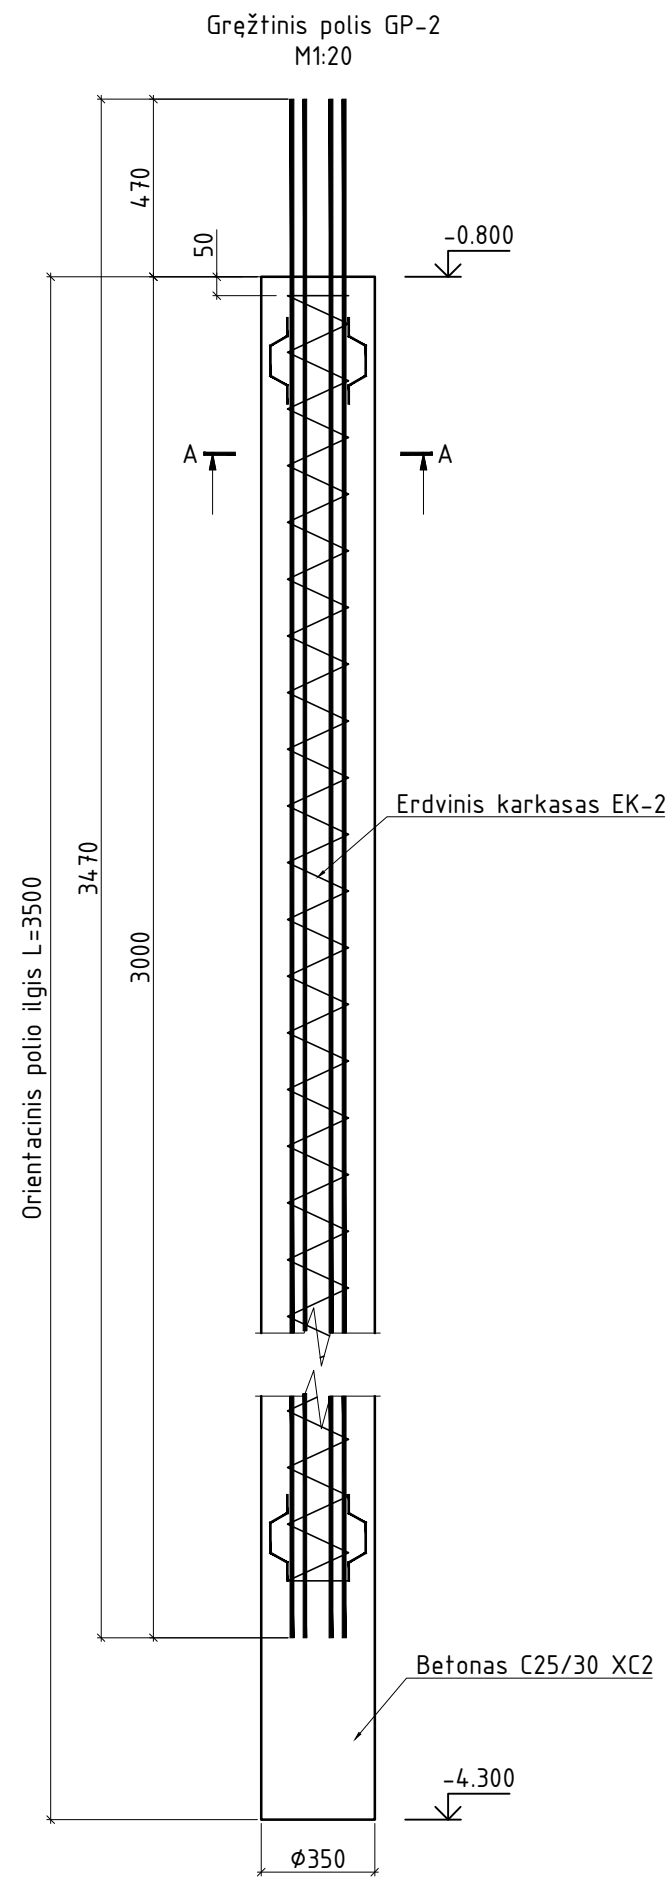 Gręžtinis polis GP-2
M1:20
470
50
-0.800
A
A
Erdvinis karkasas EK-2
3470
3000
Orientacinis polio ilgis L=3500
Betonas C25/30 XC2
-4.300
ϕ350